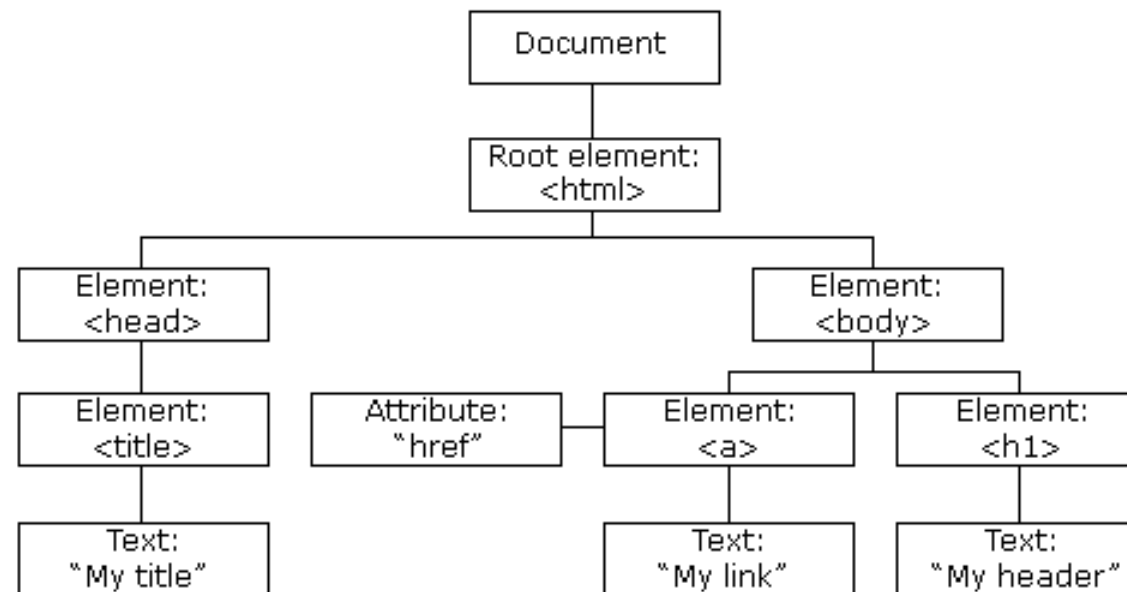 Document
Root element:
<html>
Element:
<head>
Element:
<body>
Element:
<title>
Attribute:
“href”
Element:
<a>
Element:
<h1>
Text:
“My title”
Text:
“My link”
Text:
“My header”